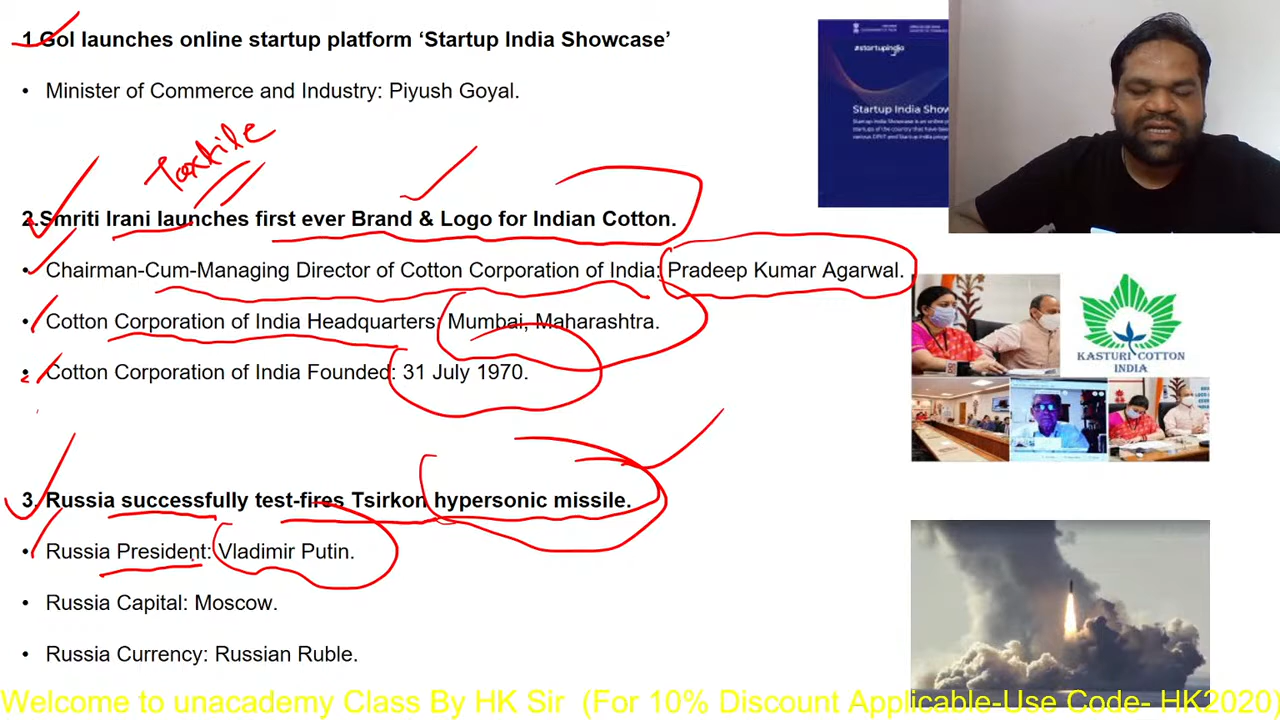 1.GoI launches online startup platform ‘Startup India Showcase’
• Minister of Commerce and Industry: Piyush Goyal.
Textile
2.Smriti Irani launches first ever Brand & Logo for Indian Cotton.
• Chairman-Cum-Managing Director of Cotton Corporation of India: Pradeep Kumar Agarwal.
• Cotton Corporation of India Headquarters: Mumbai, Maharashtra.
• Cotton Corporation of India Founded: 31 July 1970.
3. Russia successfully test-fires Tsirkon hypersonic missile.
• Russia President: Vladimir Putin.
• Russia Capital: Moscow.
• Russia Currency: Russian Ruble.
#startupindia
Startup India Show
KASTURI COTTON
INDIA
Welcome to unacademy Class By HK Sir (For 10% Discount Applicable-Use Code- HK2020)